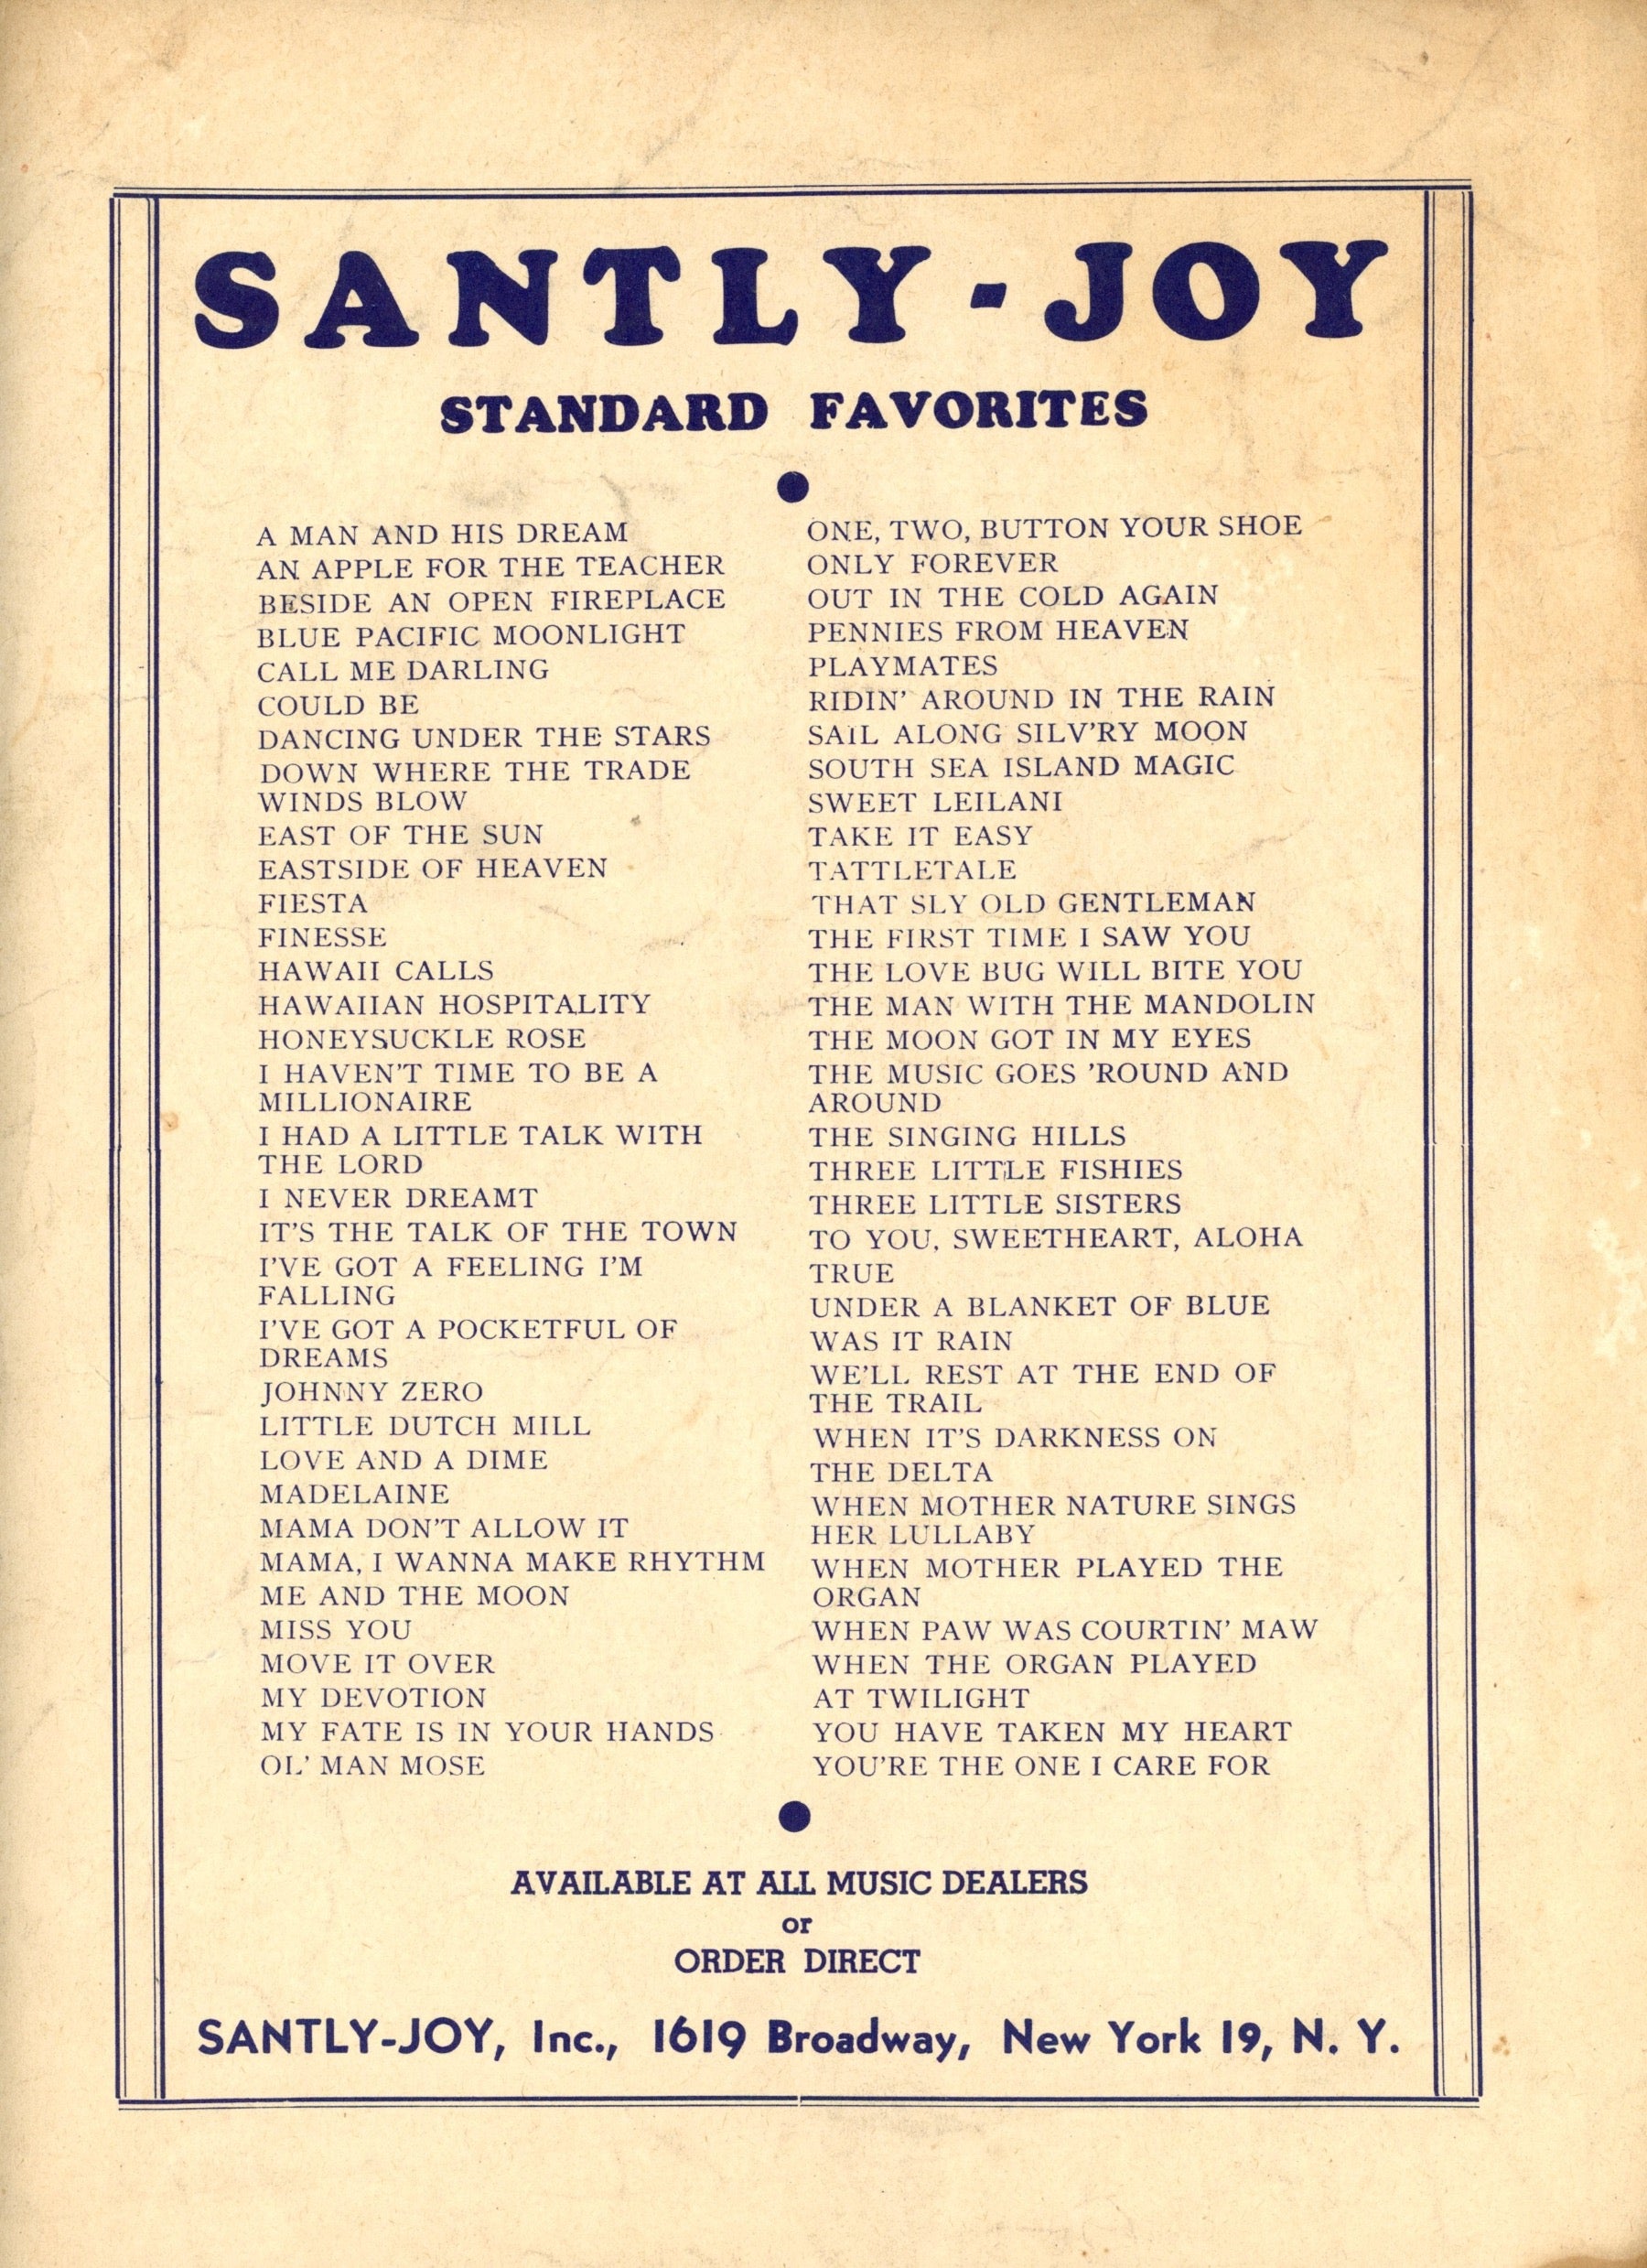 SANTLY-JOY
STANDARD FAVORITES
A MAN AND HIS DREAM
AN APPLE FOR THE TEACHER
BESIDE AN OPEN FIREPLACE
BLUE PACIFIC MOONLIGHT
CALL ME DARLING
COULD BE
DANCING UNDER THE STARS
DOWN WHERE THE TRADE
WINDS BLOW
EAST OF THE SUN
EASTSIDE OF HEAVEN
FIESTA
FINESSE
HAWAII CALLS
HAWAIIAN HOSPITALITY
HONEYSUCKLE ROSE
I HAVEN'T TIME TO BE A
MILLIONAIRE
I HAD A LITTLE TALK WITH
THE LORD
I NEVER DREAMT
IT'S THE TALK OF THE TOWN
I'VE GOT A FEELING I'M
FALLING
I'VE GOT A POCKETFUL OF
DREAMS
JOHNNY ZERO
LITTLE DUTCH MILL
LOVE AND A DIME
MADELAINE
MAMA DON'T ALLOW IT
MAMA, I WANNA MAKE RHYTHM
ME AND THE MOON
MISS YOU
MOVE IT OVER
MY DEVOTION
MY FATE IS IN YOUR HANDS
OL' MAN MOSE
ONE, TWO, BUTTON YOUR SHOE
ONLY FOREVER
OUT IN THE COLD AGAIN
PENNIES FROM HEAVEN
PLAYMATES
RIDIN' AROUND IN THE RAIN
SAIL ALONG SILV'RY MOON
SOUTH SEA ISLAND MAGIC
SWEET LEILANI
TAKE IT EASY
TATTLETALE
THAT SLY OLD GENTLEMAN
THE FIRST TIME I SAW YOU
THE LOVE BUG WILL BITE YOU
THE MAN WITH THE MANDOLIN
THE MOON GOT IN MY EYES
THE MUSIC GOES 'ROUND AND
AROUND
THE SINGING HILLS
THREE LITTLE FISHIES
THREE LITTLE SISTERS
TO YOU, SWEETHEART, ALOHA
TRUE
UNDER A BLANKET OF BLUE
WAS IT RAIN
WE'LL REST AT THE END OF
THE TRAIL
WHEN IT'S DARKNESS ON
THE DELTA
WHEN MOTHER NATURE SINGS
HER LULLABY
WHEN MOTHER PLAYED THE
ORGAN
WHEN PAW WAS COURTIN' MAW
WHEN THE ORGAN PLAYED
AT TWILIGHT
YOU HAVE TAKEN MY HEART
YOU'RE THE ONE I CARE FOR
AVAILABLE AT ALL MUSIC DEALERS
or
ORDER DIRECT
SANTLY-JOY, Inc., 1619 Broadway, New York 19, N. Y.